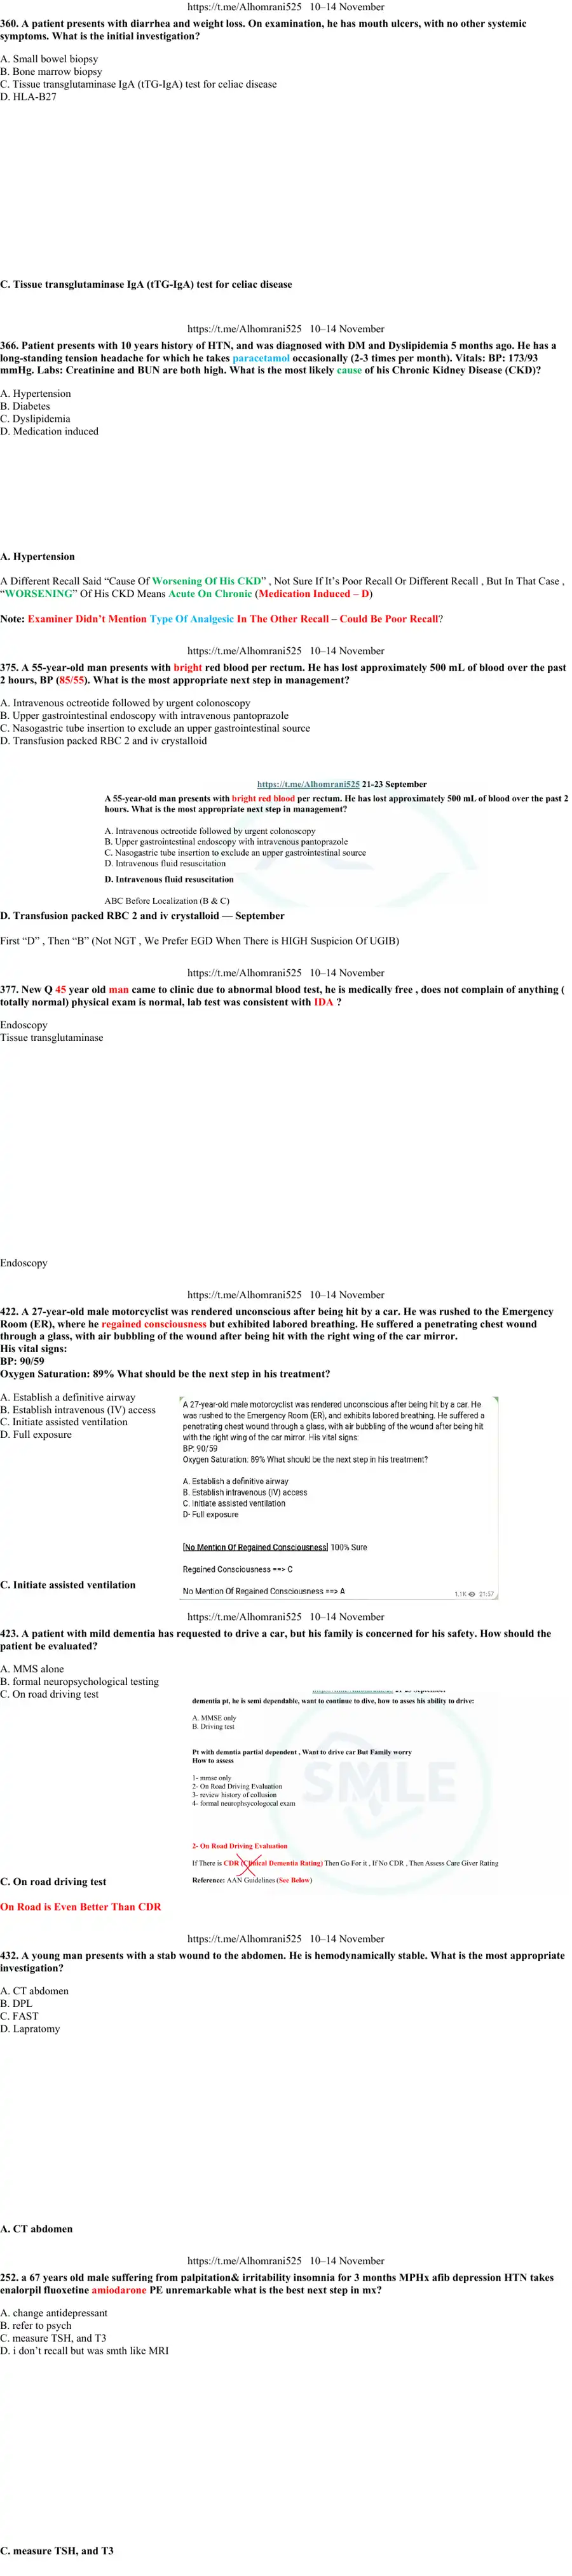 https://t.me/Alhomrani525 10–14 November
360. A patient presents with diarrhea and weight loss. On examination, he has mouth ulcers, with no other systemic
symptoms. What is the initial investigation?
A. Small bowel biopsy
B. Bone marrow biopsy
C. Tissue transglutaminase IgA (tTG-IgA) test for celiac disease
D. HLA-B27
C. Tissue transglutaminase IgA (tTG-IgA) test for celiac disease
https://t.me/Alhomrani525 10–14 November
366. Patient presents with 10 years history of HTN, and was diagnosed with DM and Dyslipidemia 5 months ago. He has a
long-standing tension headache for which he takes paracetamol occasionally (2-3 times per month). Vitals: BP: 173/93
mmHg. Labs: Creatinine and BUN are both high. What is the most likely cause of his Chronic Kidney Disease (CKD)?
A. Hypertension
B. Diabetes
C. Dyslipidemia
D. Medication induced
A. Hypertension
A Different Recall Said “Cause Of Worsening Of His CKD” , Not Sure If It’s Poor Recall Or Different Recall , But In That Case ,
“WORSENING” Of His CKD Means Acute On Chronic (Medication Induced – D)
Note: Examiner Didn’t Mention Type Of Analgesic In The Other Recall – Could Be Poor Recall?
https://t.me/Alhomrani525 10–14 November
375. A 55-year-old man presents with bright red blood per rectum. He has lost approximately 500 mL of blood over the past
2 hours, BP (85/55). What is the most appropriate next step in management?
A. Intravenous octreotide followed by urgent colonoscopy
B. Upper gastrointestinal endoscopy with intravenous pantoprazole
C. Nasogastric tube insertion to exclude an upper gastrointestinal source
D. Transfusion packed RBC 2 and iv crystalloid
https://t.me/Alhomrani525 21-23 September
A 55-year-old man presents with bright red blood per rectum. He has lost approximately 500 mL of blood over the past 2
hours. What is the most appropriate next step in management?
A. Intravenous octreotide followed by urgent colonoscopy
B. Upper gastrointestinal endoscopy with intravenous pantoprazole
C. Nasogastric tube insertion to exclude an upper gastrointestinal source
D. Intravenous fluid resuscitation
D. Intravenous fluid resuscitation
ABC Before Localization (B & C)
D. Transfusion packed RBC 2 and iv crystalloid — September
First “D” , Then “B” (Not NGT , We Prefer EGD When There is HIGH Suspicion Of UGIB)
https://t.me/Alhomrani525 10–14 November
377. New Q 45 year old man came to clinic due to abnormal blood test, he is medically free , does not complain of anything (
totally normal) physical exam is normal, lab test was consistent with IDA ?
Endoscopy
Tissue transglutaminase
Endoscopy
https://t.me/Alhomrani525 10–14 November
422. A 27-year-old male motorcyclist was rendered unconscious after being hit by a car. He was rushed to the Emergency
Room (ER), where he regained consciousness but exhibited labored breathing. He suffered a penetrating chest wound
through a glass, with air bubbling of the wound after being hit with the right wing of the car mirror.
His vital signs:
BP: 90/59
Oxygen Saturation: 89% What should be the next step in his treatment?
A. Establish a definitive airway
B. Establish intravenous (IV) access
C. Initiate assisted ventilation
D. Full exposure
A 27-year-old male motorcyclist was rendered unconscious after being hit by a car. He
was rushed to the Emergency Room (ER), and exhibits labored breathing. He suffered a
penetrating chest wound through a glass, with air bubbling of the wound after being hit
with the right wing of the car mirror. His vital signs:
BP: 90/59
Oxygen Saturation: 89% What should be the next step in his treatment?
A. Establish a definitive airway
B. Establish intravenous (IV) access
C. Initiate assisted ventilation
D- Full exposure
[No Mention Of Regained Consciousness] 100% Sure
Regained Consciousness ==> C
No Mention Of Regained Consciousness ==> A
1.1K 21:57
C. Initiate assisted ventilation
https://t.me/Alhomrani525 10–14 November
423. A patient with mild dementia has requested to drive a car, but his family is concerned for his safety. How should the
patient be evaluated?
A. MMS alone
B. formal neuropsychological testing
C. On road driving test
dementia pt, he is semi dependable, want to continue to dive, how to asses his ability to drive:
A. MMSE only
B. Driving test
Pt with demntia partial dependent , Want to drive car But Family worry
How to assess
1- mmse only
2- On Road Driving Evaluation
3- review history of collusion
4- formal neurophsycologocal exam
SMLE
2- On Road Driving Evaluation
If There is CDR (Clinical Dementia Rating) Then Go For it , If No CDR , Then Assess Care Giver Rating
Reference: AAN Guidelines (See Below)
C. On road driving test
On Road is Even Better Than CDR
https://t.me/Alhomrani525 10–14 November
432. A young man presents with a stab wound to the abdomen. He is hemodynamically stable. What is the most appropriate
investigation?
A. CT abdomen
B. DPL
C. FAST
D. Lapratomy
A. CT abdomen
https://t.me/Alhomrani525 10–14 November
252. a 67 years old male suffering from palpitation& irritability insomnia for 3 months MPHx afib depression HTN takes
enalorpil fluoxetine amiodarone PE unremarkable what is the best next step in mx?
A. change antidepressant
B. refer to psych
C. measure TSH, and T3
D. i don’t recall but was smth like MRI
C. measure TSH, and T3